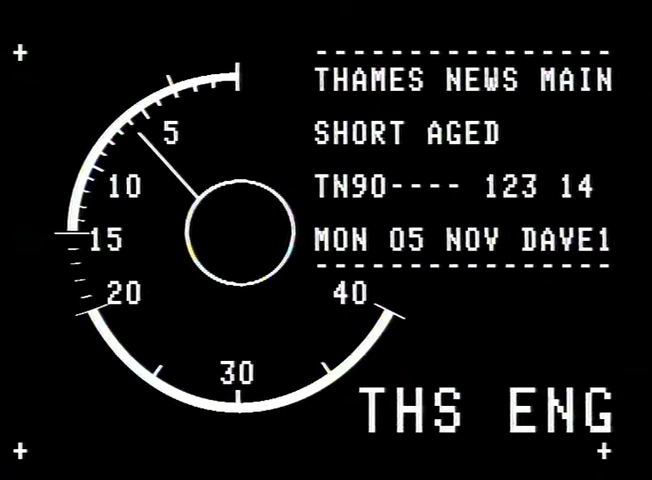 ----------------
THAMES NEWS MAIN
SHORT AGED
TN90---- 123 14
MON 05 NOV DAVE1
----------------
5
10
15
20
30
40
THS ENG